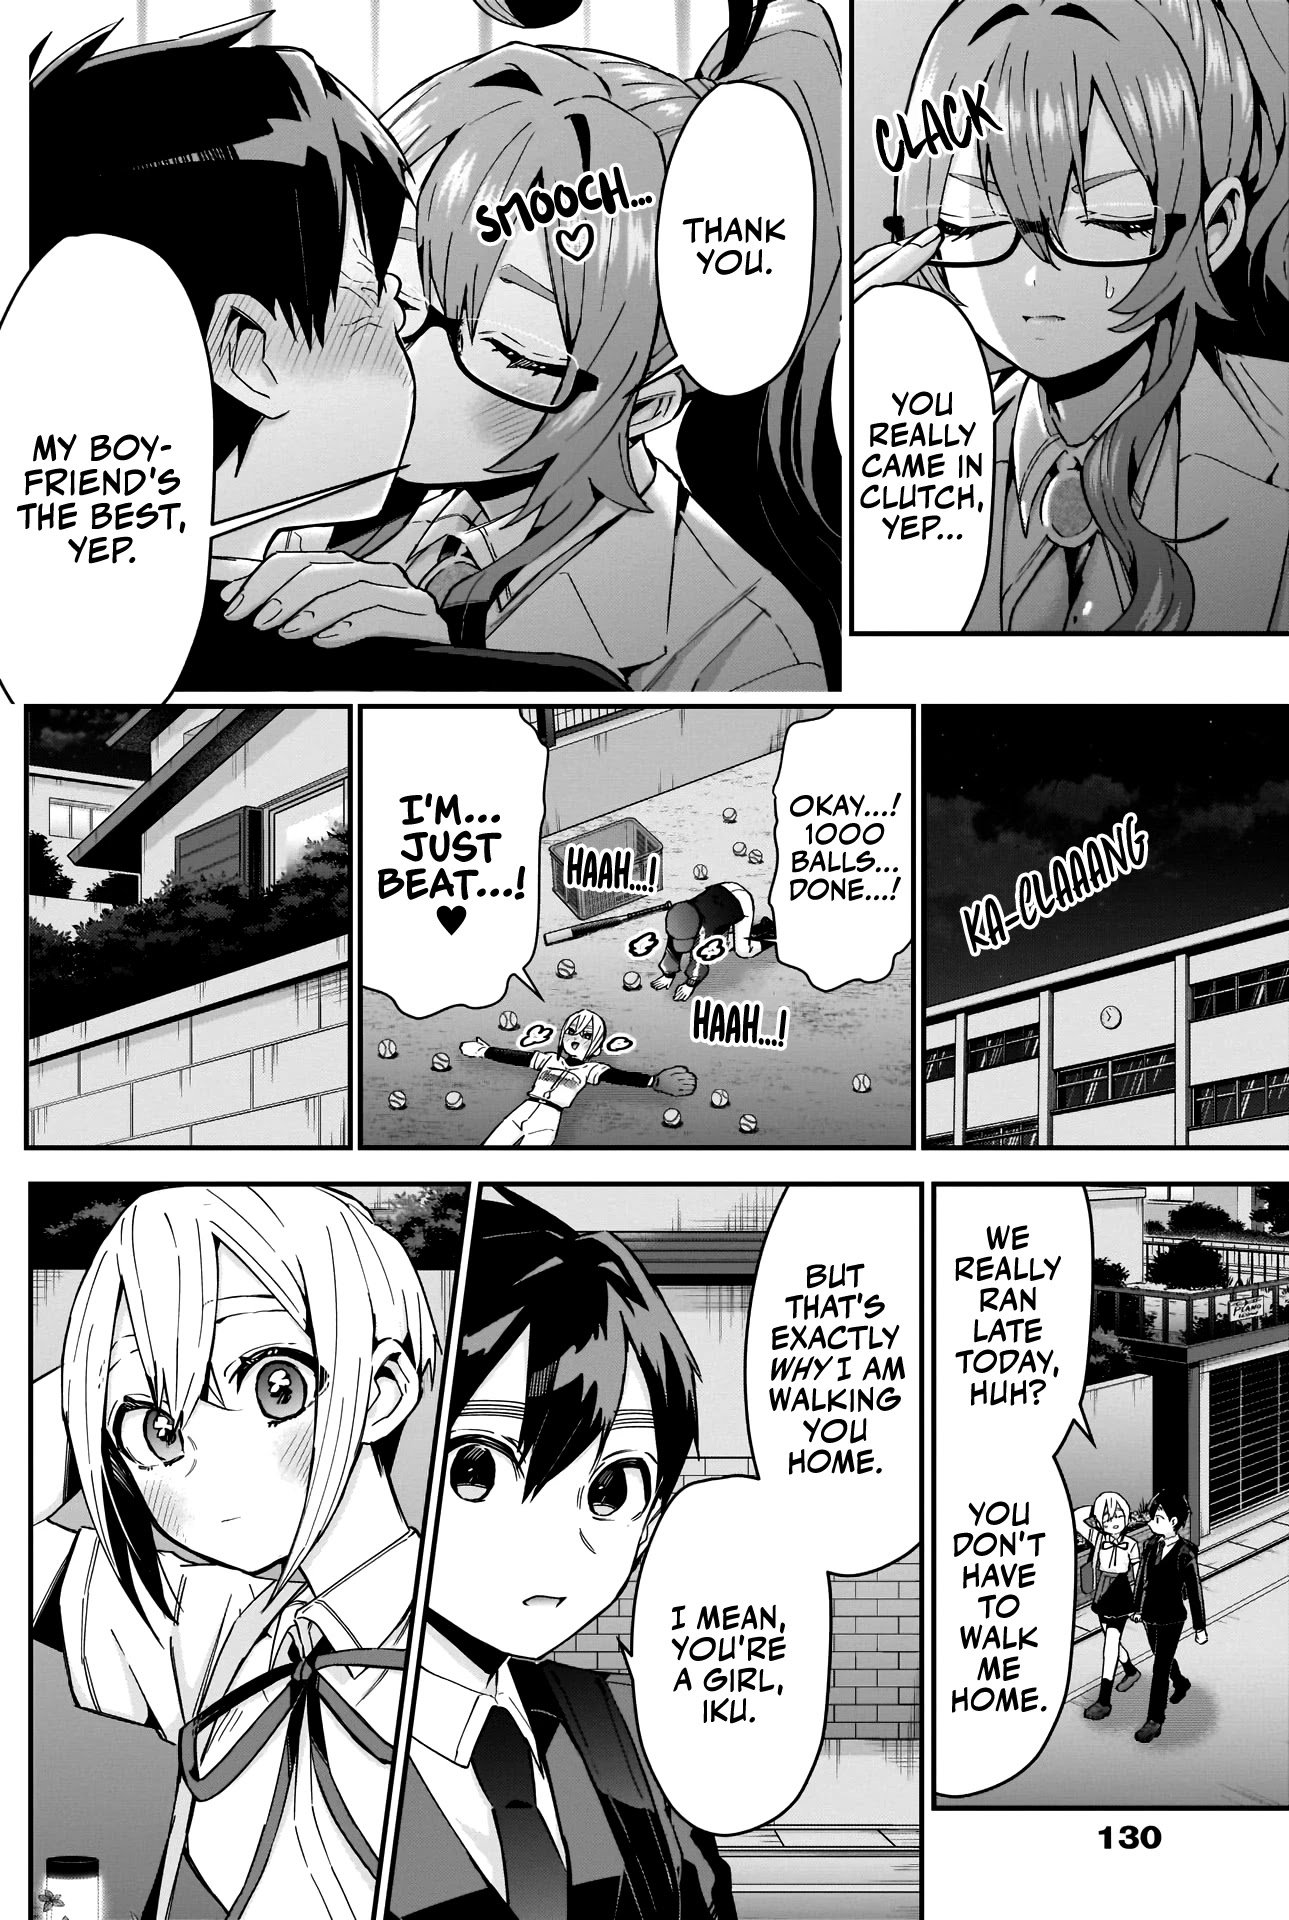 CLACK
YOU
REALLY
CAME IN
CLUTCH,
YEP...
THANK
YOU.
SMOOCH...
MY BOY-
FRIEND'S
THE BEST,
YEP.
KA-CLAAANG
OKAY...!
1000
BALLS...
DONE...!
HAAH...!
HAAH...!
I'M...
JUST
BEAT...!
♥
WE
REALLY
RAN
LATE
TODAY,
HUH?
PIANO
YOU
DON'T
HAVE
TO
WALK
ME
HOME.
BUT
THAT'S
EXACTLY
WHY I AM
WALKING
YOU
HOME.
I MEAN,
YOU'RE
A GIRL,
IKU.
130